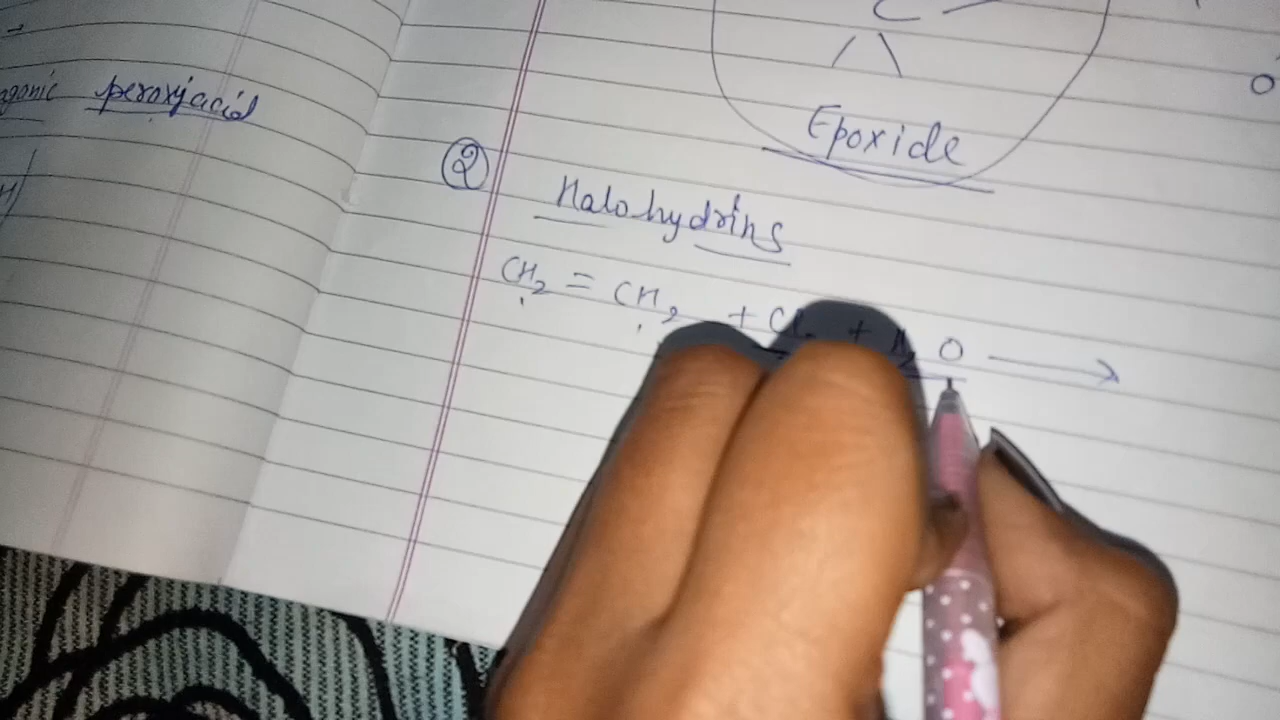 peroxyacid
C
O
Epoxide
② Halohydrins
CH₂ = CH₂ + Cl₂ + H₂O →